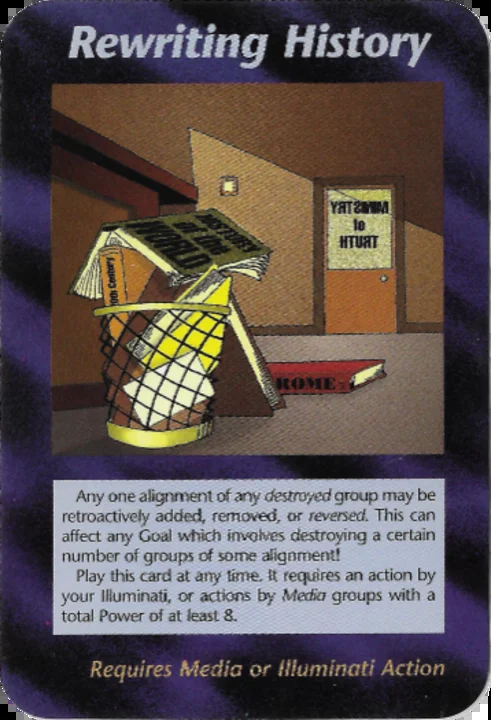 Rewriting History
HISTORY
of the
WORLD
20th Century
MINISTRY
of
TRUTH
ROME
Any one alignment of any destroyed group may be
retroactively added, removed, or reversed. This can
affect any Goal which involves destroying a certain
number of groups of some alignment!
Play this card at any time. It requires an action by
your Illuminati, or actions by Media groups with a
total Power of at least 8.
Requires Media or Illuminati Action